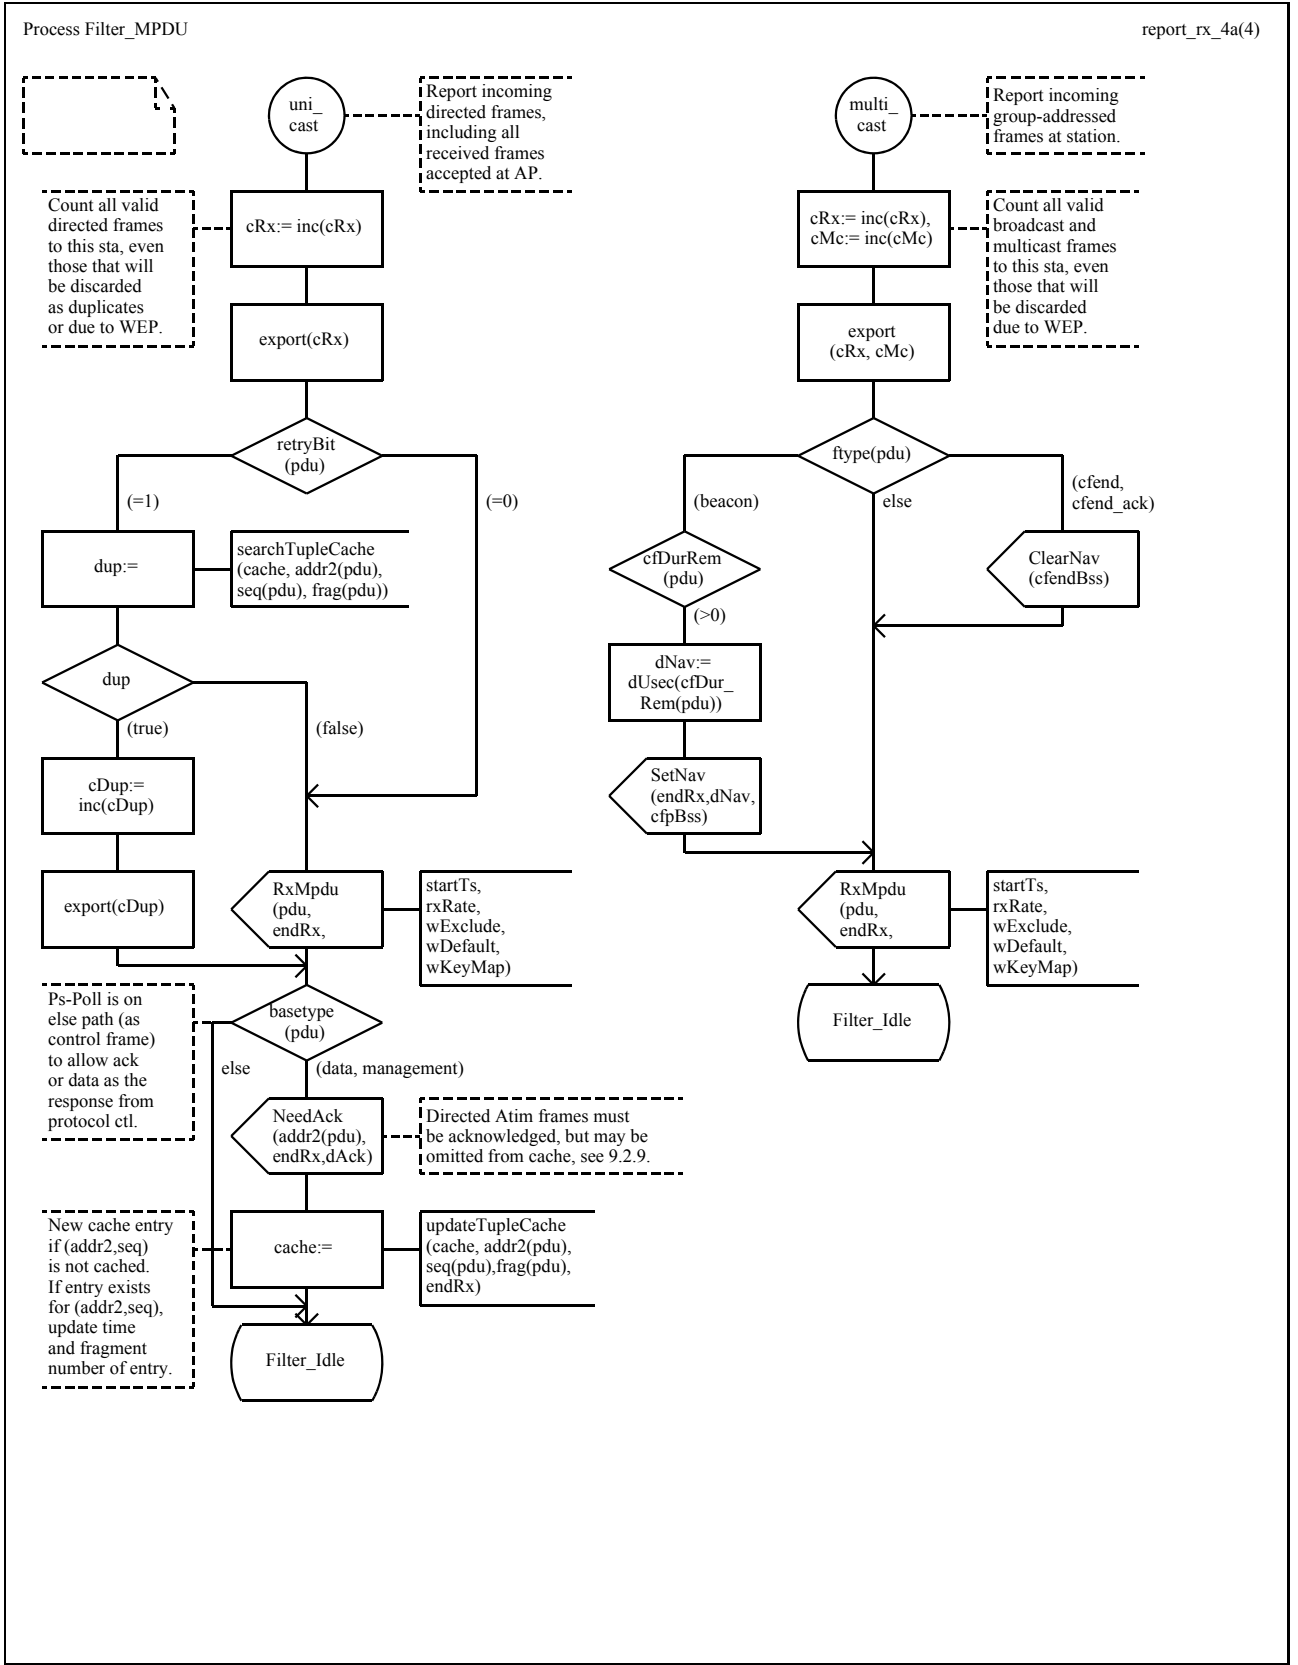 Process Filter_MPDU
report_rx_4a(4)
uni_
cast
Report incoming
directed frames,
including all
received frames
accepted at AP.
Count all valid
directed frames
to this sta, even
those that will
be discarded
as duplicates
or due to WEP.
cRx:= inc(cRx)
export(cRx)
retryBit
(pdu)
(=1)
(=0)
dup:=
searchTupleCache
(cache, addr2(pdu),
seq(pdu), frag(pdu))
dup
(true)
(false)
cDup:=
inc(cDup)
export(cDup)
RxMpdu
(pdu,
endRx,
startTs,
rxRate,
wExclude,
wDefault,
wKeyMap)
Ps-Poll is on
else path (as
control frame)
to allow ack
or data as the
response from
protocol ctl.
basetype
(pdu)
else
(data, management)
NeedAck
(addr2(pdu),
endRx,dAck)
Directed Atim frames must
be acknowledged, but may be
omitted from cache, see 9.2.9.
New cache entry
if (addr2,seq)
is not cached.
If entry exists
for (addr2,seq),
update time
and fragment
number of entry.
cache:=
updateTupleCache
(cache, addr2(pdu),
seq(pdu),frag(pdu),
endRx)
Filter_Idle
multi_
cast
Report incoming
group-addressed
frames at station.
cRx:= inc(cRx),
cMc:= inc(cMc)
Count all valid
broadcast and
multicast frames
to this sta, even
those that will
be discarded
due to WEP.
export
(cRx, cMc)
ftype(pdu)
(beacon)
else
(cfend,
cfend_ack)
cfDurRem
(pdu)
(>0)
ClearNav
(cfendBss)
dNav:=
dUsec(cfDur_
Rem(pdu))
SetNav
(endRx,dNav,
cfpBss)
RxMpdu
(pdu,
endRx,
startTs,
rxRate,
wExclude,
wDefault,
wKeyMap)
Filter_Idle